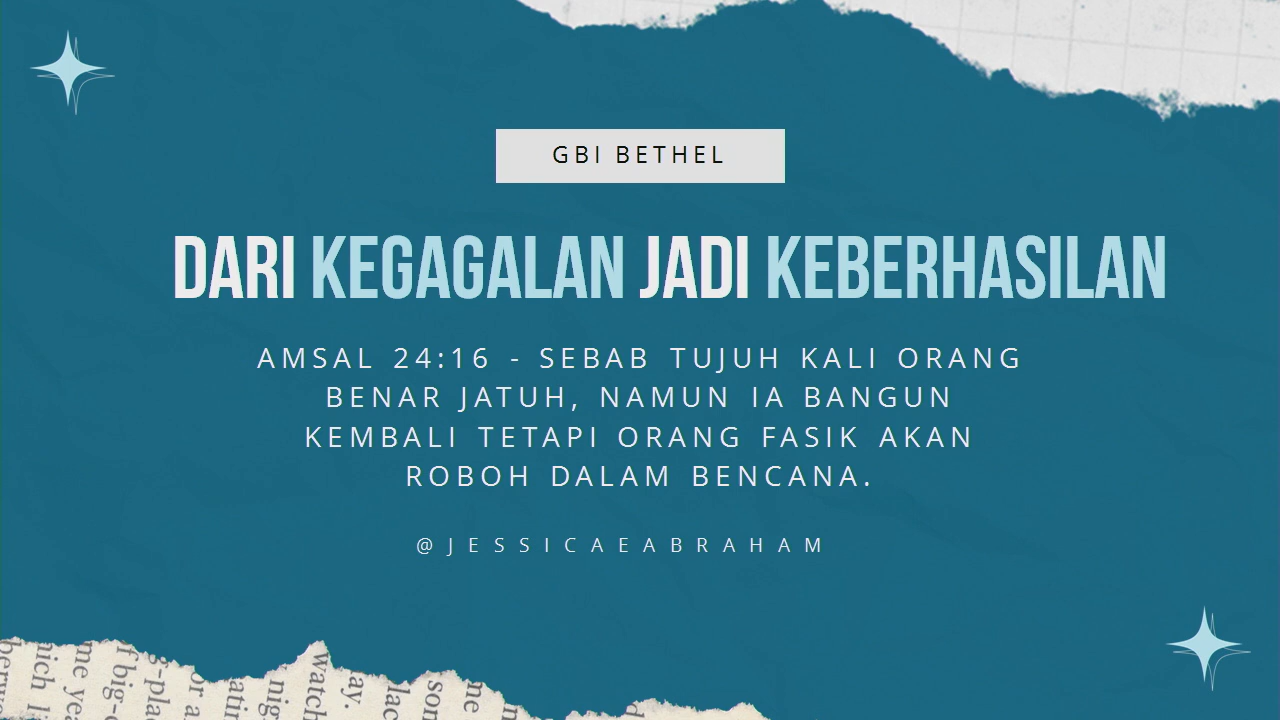 GBI BETHEL
DARI KEGAGALAN JADI KEBERHASILAN
AMSAL 24:16 - SEBAB TUJUH KALI ORANG
BENAR JATUH, NAMUN IA BANGUN
KEMBALI TETAPI ORANG FASIK AKAN
ROBOH DALAM BENCANA.
@JESSICAEABRAHAM